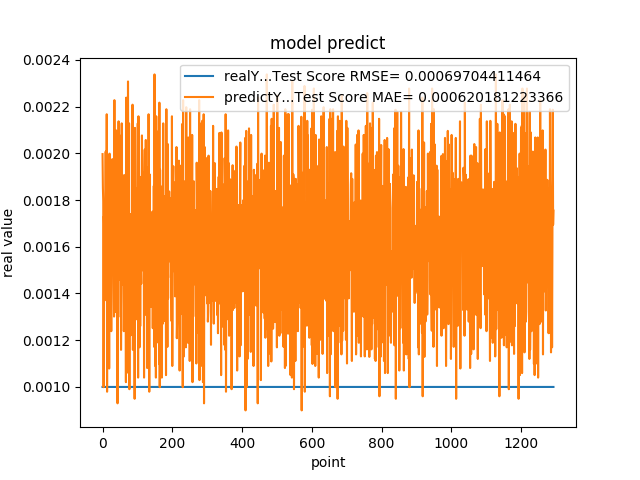 model predict
realY...Test Score RMSE= 0.00069704411464
predictY...Test Score MAE= 0.000620181223366
0.0024
0.0022
0.0020
0.0018
0.0016
0.0014
0.0012
0.0010
real value
0 200 400 600 800 1000 1200
point